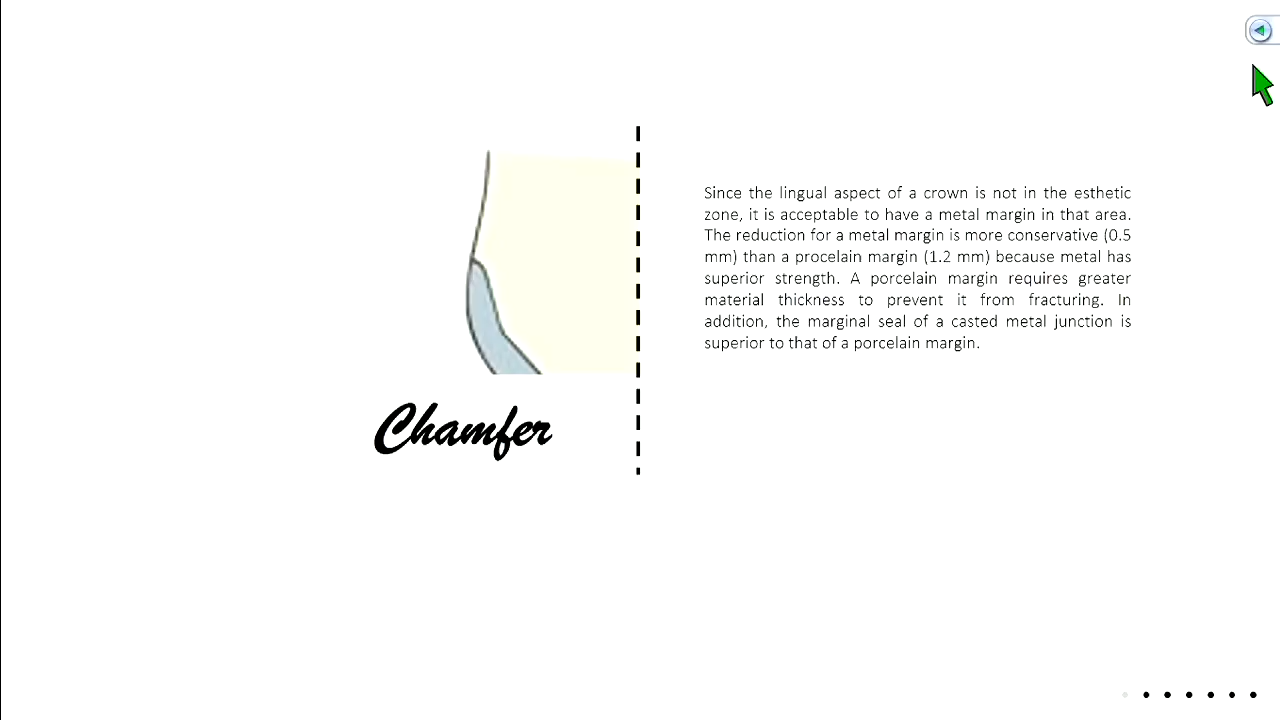 Since the lingual aspect of a crown is not in the esthetic
zone, it is acceptable to have a metal margin in that area.
The reduction for a metal margin is more conservative (0.5
mm) than a procelain margin (1.2 mm) because metal has
superior strength. A porcelain margin requires greater
material thickness to prevent it from fracturing. In
addition, the marginal seal of a casted metal junction is
superior to that of a porcelain margin.
Chamfer